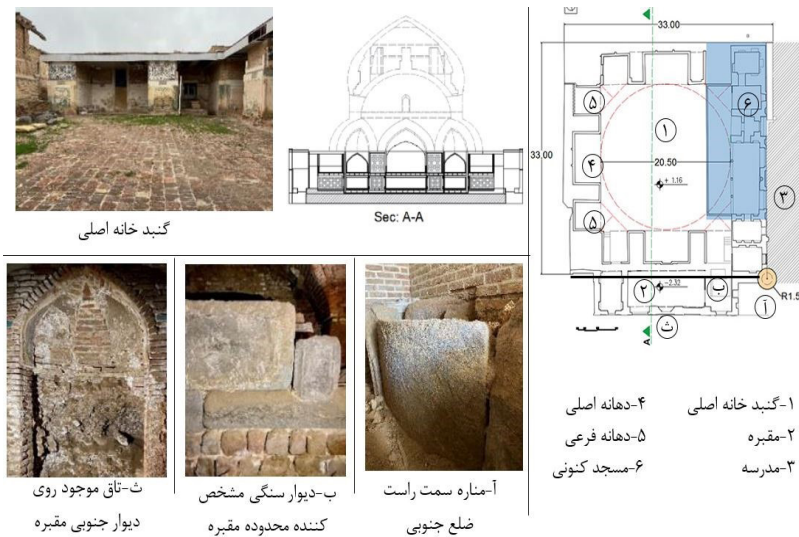 گنبد خانه اصلی
Sec: A-A
33.00
33.00
۱
۲
۳
۴
۵
۵
۶
20.50
+ 1.16
-2.32
ب
ث
آ
A
R1.5
۱-گنبد خانه اصلی
۲-مقبره
۳-مدرسه
۴-دهانه اصلی
۵-دهانه فرعی
۶-مسجد کنونی
آ-مناره سمت راست
ضلع جنوبی
ب-دیوار سنگی مشخص
کننده محدوده مقبره
ث-تاق موجود روی
دیوار جنوبی مقبره